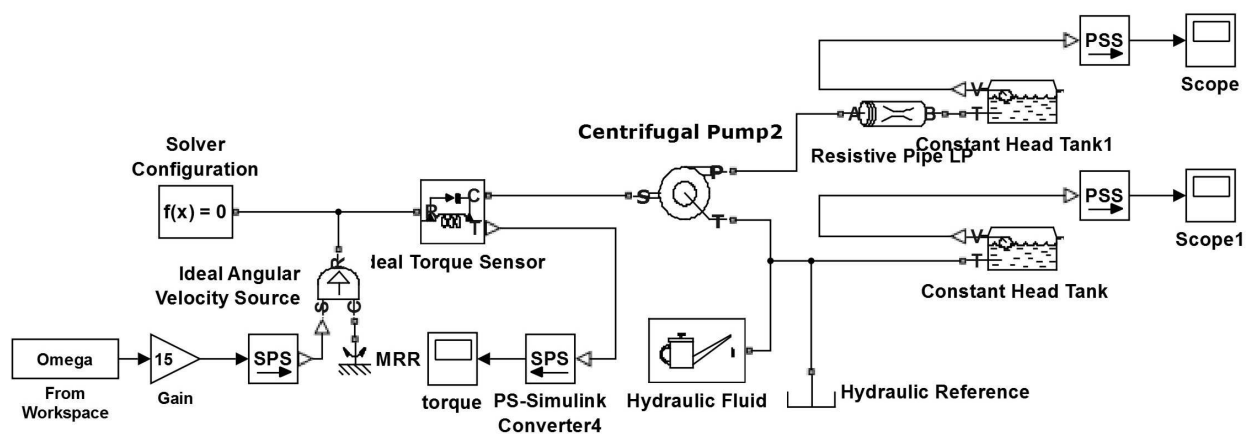 PSS
Scope
V
T
Constant Head Tank1
A
B
Resistive Pipe LP
Centrifugal Pump2
S
P
T
Solver
Configuration
f(x) = 0
R
C
T
deal Torque Sensor
PSS
Scope1
V
T
Constant Head Tank
Ideal Angular
Velocity Source
R
S
C
Omega
From
Workspace
15
Gain
SPS
MRR
torque
SPS
PS-Simulink
Converter4
Hydraulic Fluid
Hydraulic Reference